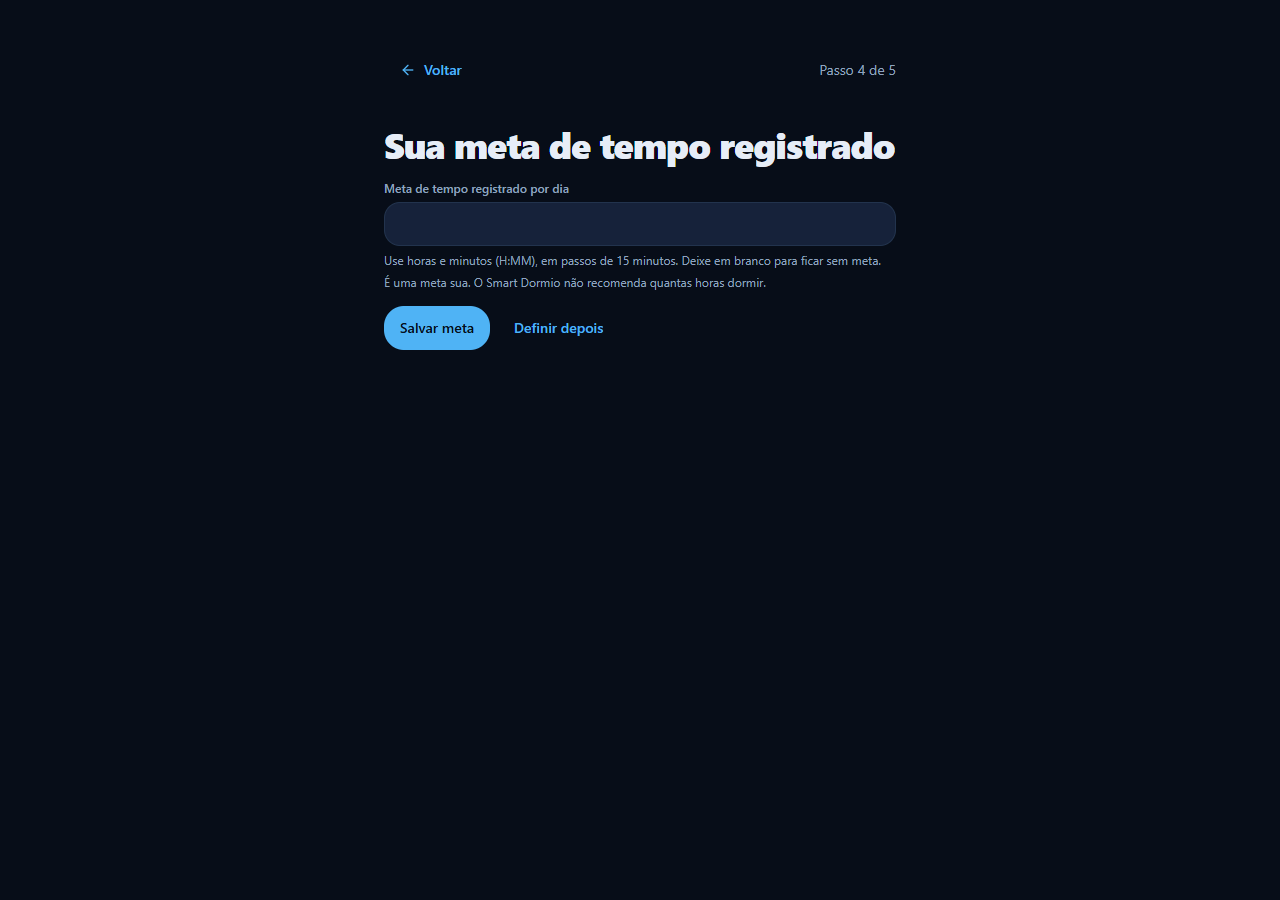 Voltar
Passo 4 de 5
Sua meta de tempo registrado
Meta de tempo registrado por dia
Use horas e minutos (H:MM), em passos de 15 minutos. Deixe em branco para ficar sem meta.
É uma meta sua. O Smart Dormio não recomenda quantas horas dormir.
Salvar meta
Definir depois